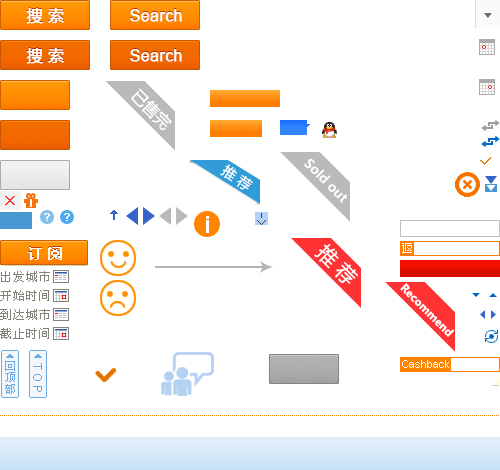 搜 索
Search
搜 索
Search
已售完
推 荐
Sold out
返
订 阅
推 荐
出发城市
开始时间
到达城市
截止时间
Recommend
回顶部
TOP
Cashback